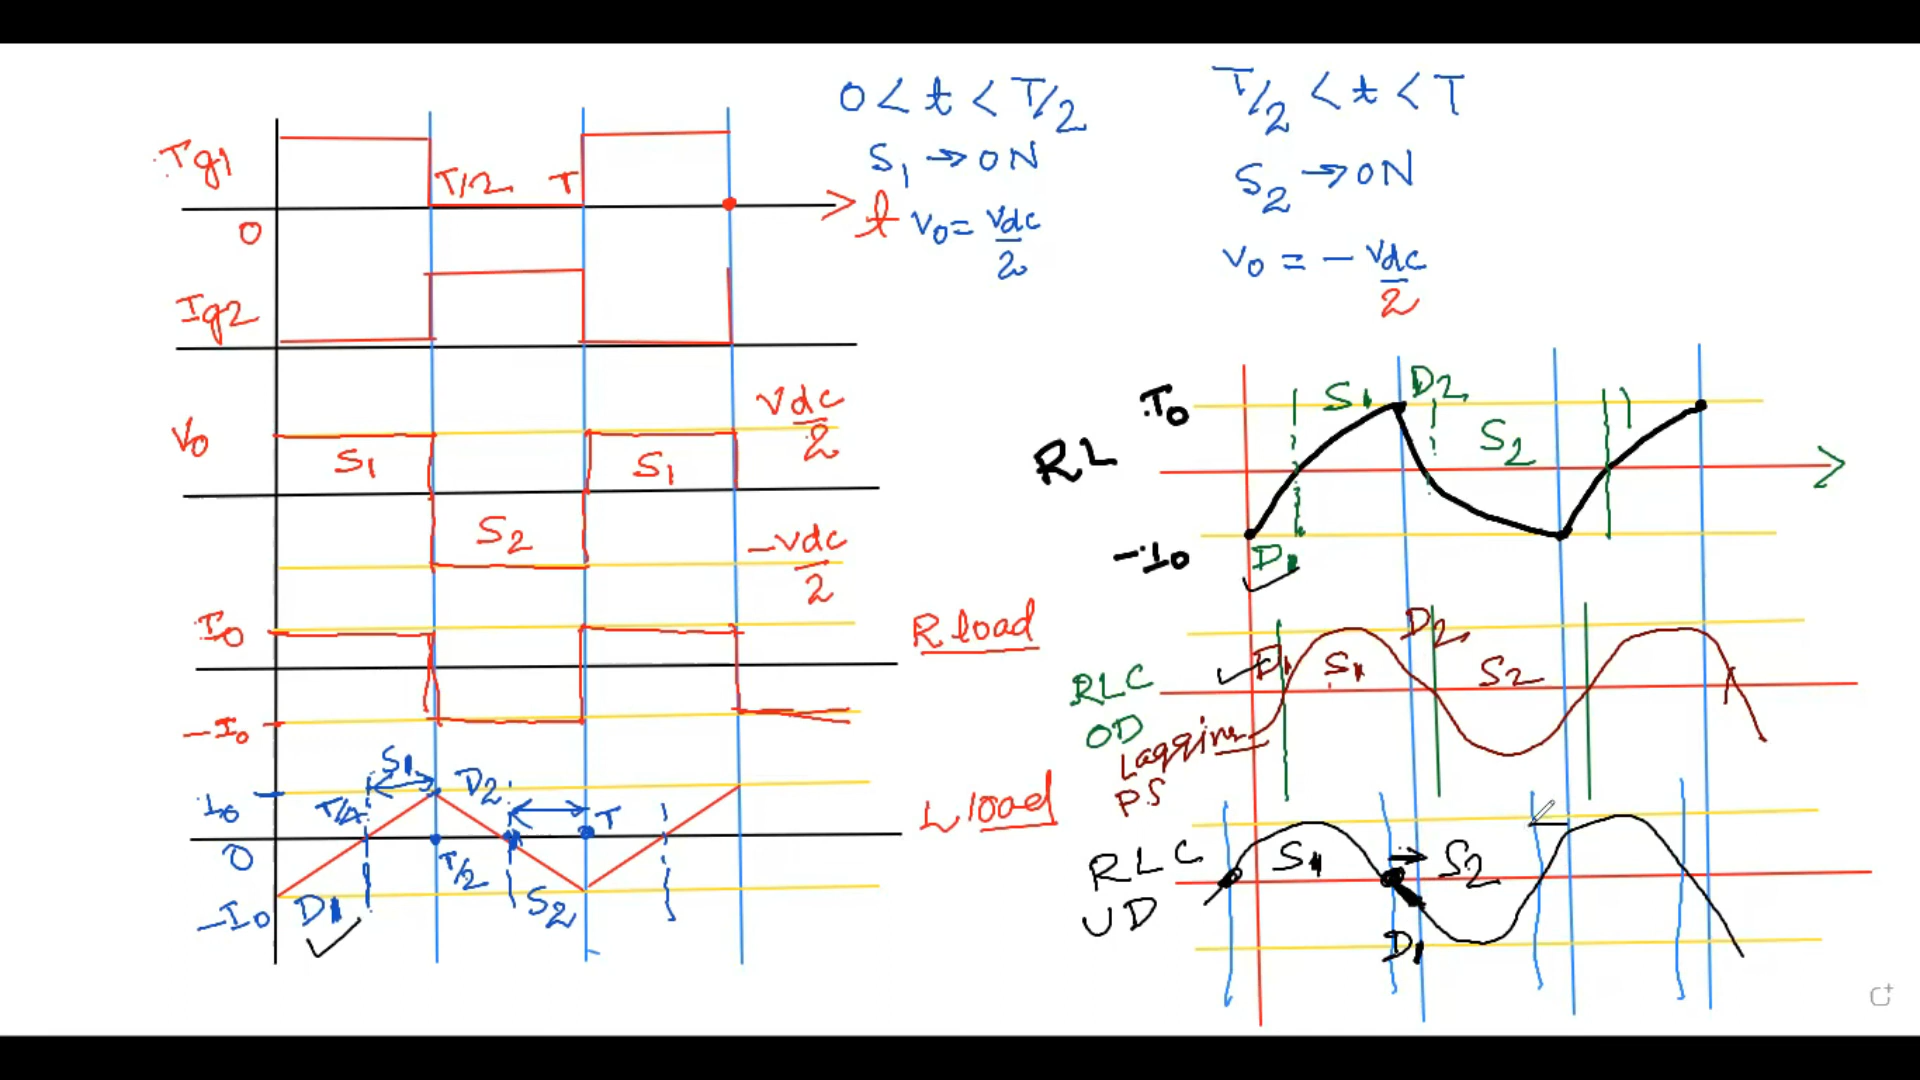 0 < t < T/2
S1 → ON
V0 = Vdc/2
T/2 < t < T
S2 → ON
V0 = - Vdc/2
Ig1
T/2 T
0
t
Ig2
V0
S1 S1
Vdc/2
S2
-Vdc/2
I0
R load
-I0
S1
D2
I0
T/4
T
L load
0
T/2
-I0 D1
S2
I0
S1 D2
RL
S2
-I0
D1
D2
RLC
OD
D1 S1
S2
Lagging
PS
RLC
UD
S1 S2
D1